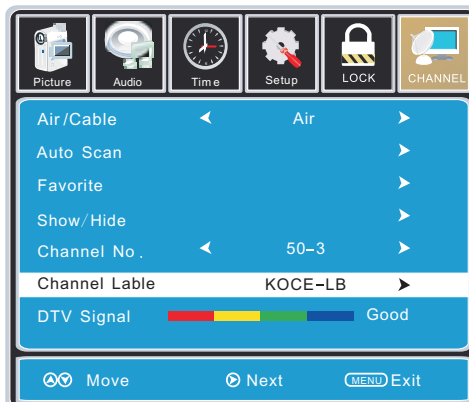 Picture Audio Time Setup LOCK CHANNEL
Air/Cable Air
Auto Scan
Favorite
Show/Hide
Channel No. 50-3
Channel Lable KOCE-LB
DTV Signal Good
Move Next MENU Exit